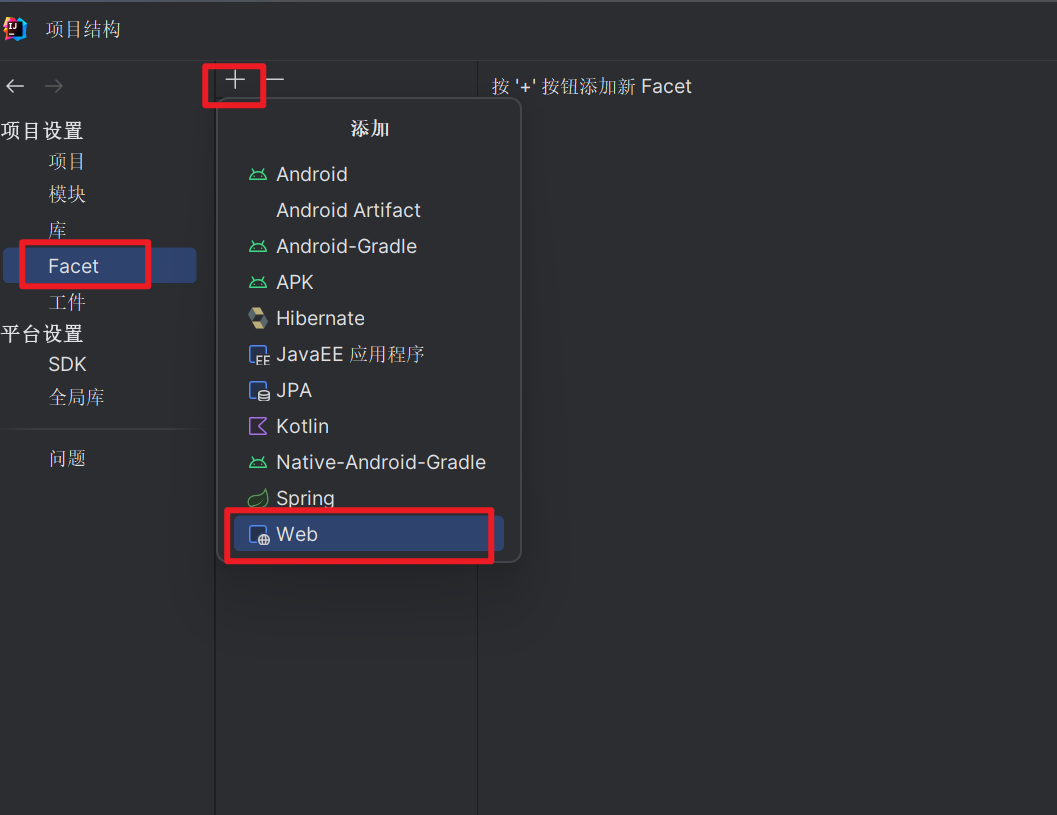 项目结构
项目设置
项目
模块
库
Facet
工件
平台设置
SDK
全局库
问题
添加
Android
Android Artifact
Android-Gradle
APK
Hibernate
JavaEE 应用程序
JPA
Kotlin
Native-Android-Gradle
Spring
Web
按 '+' 按钮添加新 Facet